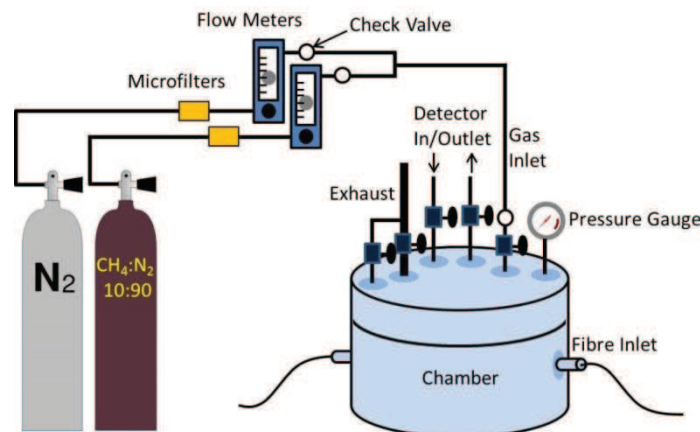 Flow Meters
Check Valve
Microfilters
Detector
In/Outlet
Gas
Inlet
Exhaust
Pressure Gauge
N2
CH4:N2
10:90
Fibre Inlet
Chamber